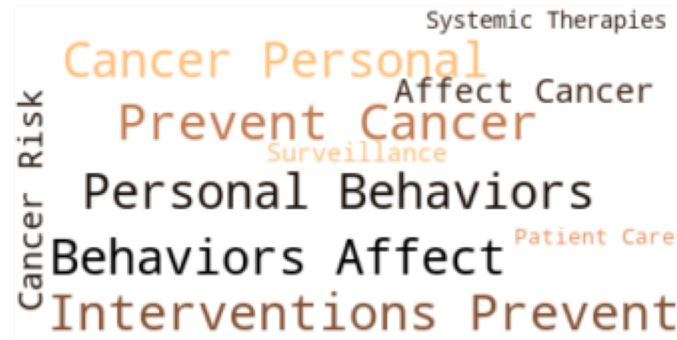 Systemic Therapies
Cancer Personal
Affect Cancer
Prevent Cancer
Surveillance
Cancer Risk
Personal Behaviors
Patient Care
Behaviors Affect
Interventions Prevent